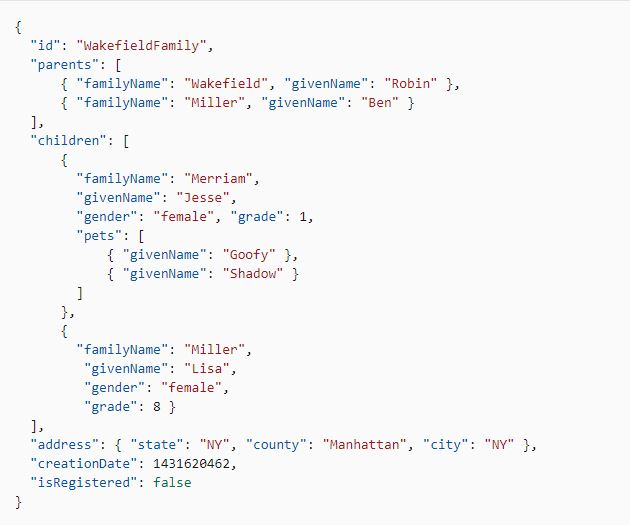 {
  "id": "WakefieldFamily",
  "parents": [
      { "familyName": "Wakefield", "givenName": "Robin" },
      { "familyName": "Miller", "givenName": "Ben" }
  ],
  "children": [
      {
        "familyName": "Merriam",
        "givenName": "Jesse",
        "gender": "female", "grade": 1,
        "pets": [
            { "givenName": "Goofy" },
            { "givenName": "Shadow" }
        ]
      },
      {
        "familyName": "Miller",
         "givenName": "Lisa",
         "gender": "female",
         "grade": 8 }
  ],
  "address": { "state": "NY", "county": "Manhattan", "city": "NY" },
  "creationDate": 1431620462,
  "isRegistered": false
}